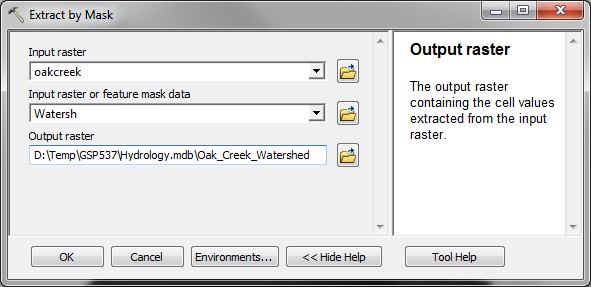 Extract by Mask
Input raster
oakcreek
Input raster or feature mask data
Watersh
Output raster
D:\Temp\GSP537\Hydrology.mdb\Oak_Creek_Watershed
Output raster
The output raster
containing the cell values
extracted from the input
raster.
OK
Cancel
Environments...
<< Hide Help
Tool Help